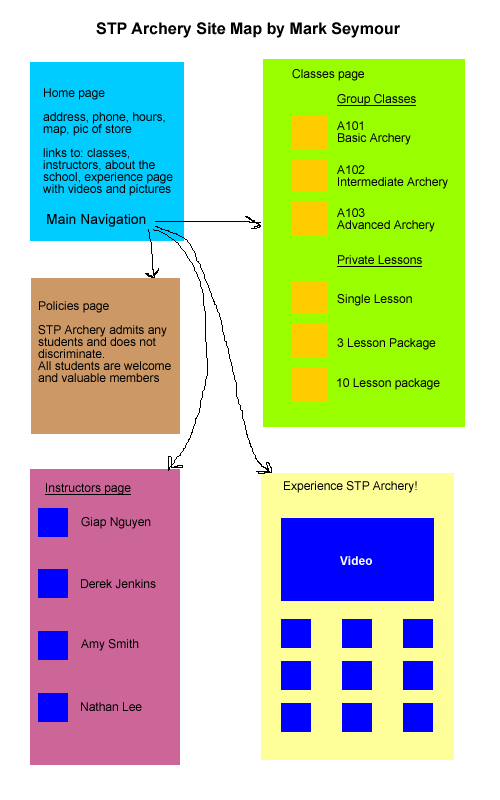 STP Archery Site Map by Mark Seymour
Home page
address, phone, hours,
map, pic of store
links to: classes,
instructors, about the
school, experience page
with videos and pictures
Main Navigation
Classes page
Group Classes
A101
Basic Archery
A102
Intermediate Archery
A103
Advanced Archery
Private Lessons
Single Lesson
3 Lesson Package
10 Lesson package
Policies page
STP Archery admits any
students and does not
discriminate.
All students are welcome
and valuable members
Instructors page
Giap Nguyen
Derek Jenkins
Amy Smith
Nathan Lee
Experience STP Archery!
Video